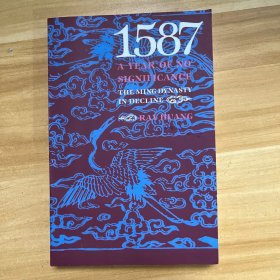 1587
A YEAR OF NO
SIGNIFICANCE
THE MING DYNASTY
IN DECLINE
RAY HUANG